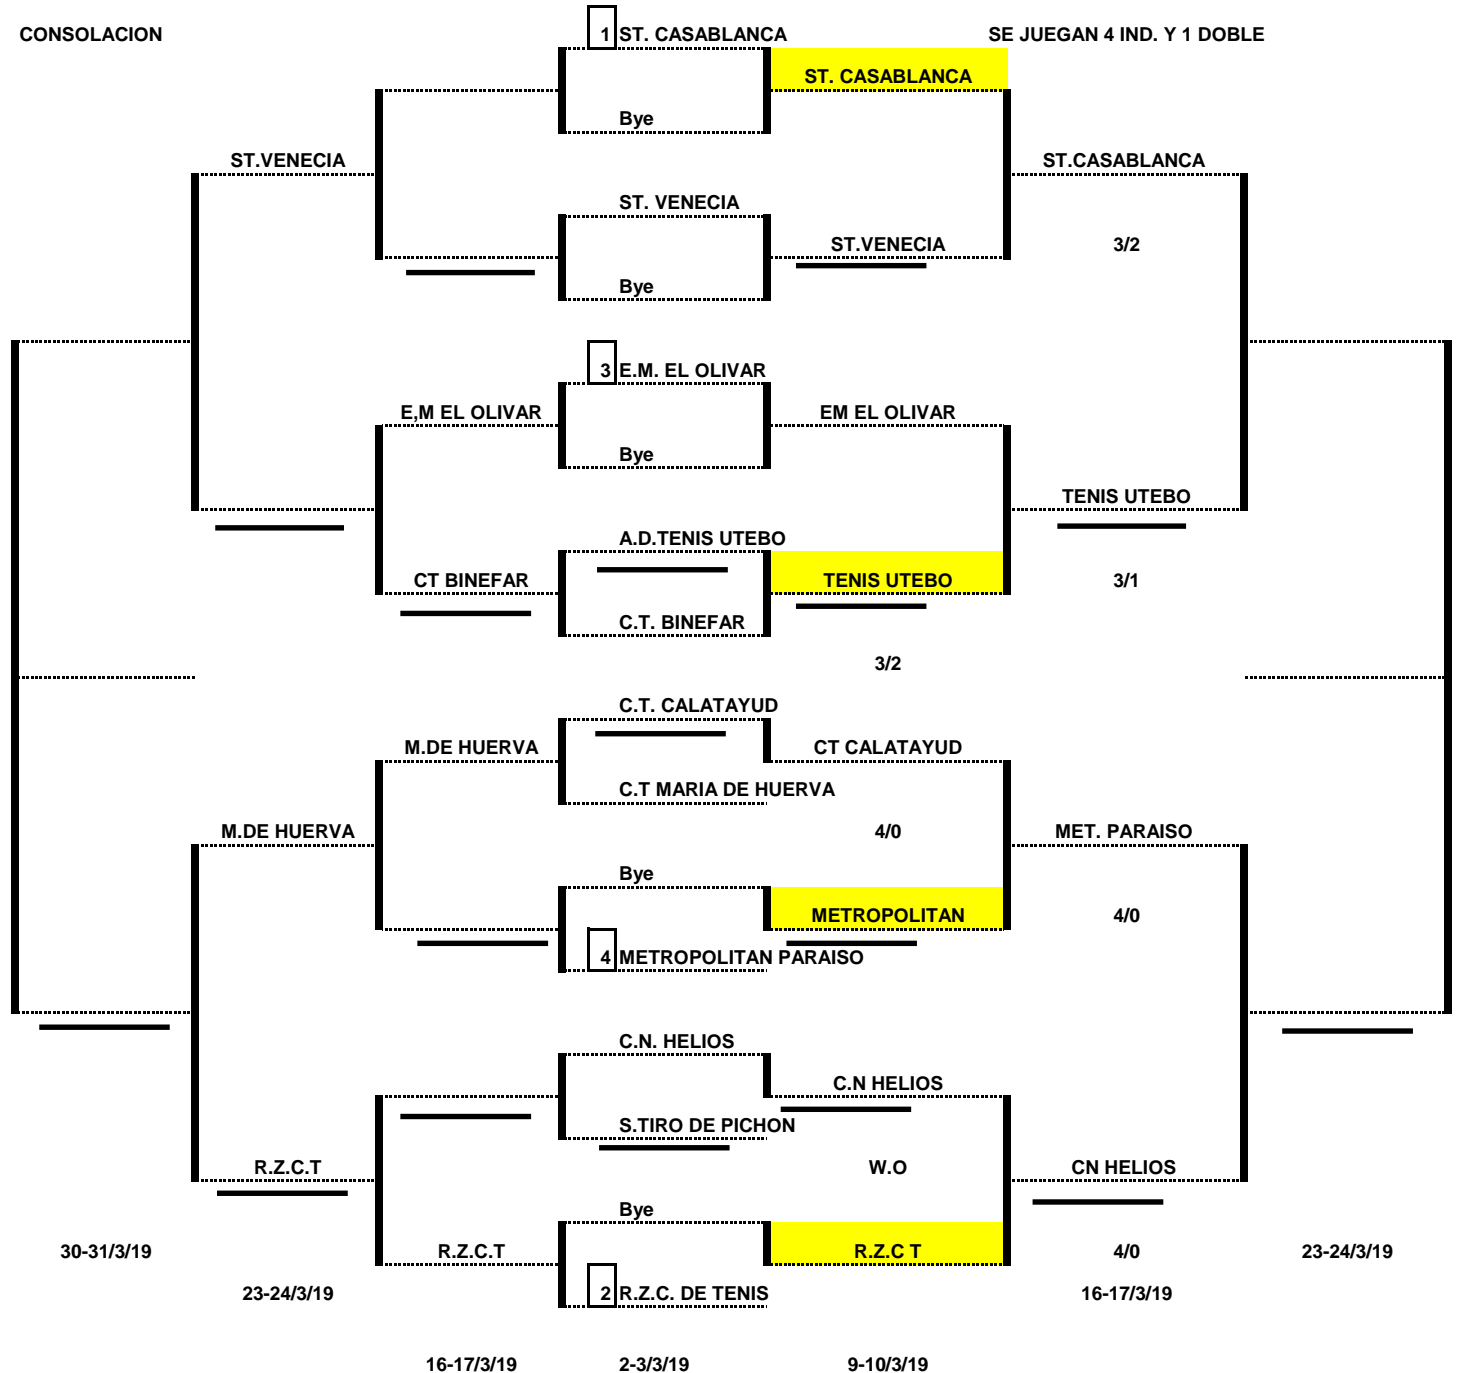 CONSOLACION
1 ST. CASABLANCA
SE JUEGAN 4 IND. Y 1 DOBLE
ST. CASABLANCA
Bye
ST.VENECIA
ST.CASABLANCA
ST. VENECIA
ST.VENECIA
3/2
Bye
3 E.M. EL OLIVAR
E,M EL OLIVAR
EM EL OLIVAR
Bye
TENIS UTEBO
A.D.TENIS UTEBO
CT BINEFAR
TENIS UTEBO
3/1
C.T. BINEFAR
3/2
C.T. CALATAYUD
M.DE HUERVA
CT CALATAYUD
C.T MARIA DE HUERVA
M.DE HUERVA
4/0
MET. PARAISO
Bye
METROPOLITAN
4/0
4 METROPOLITAN PARAISO
C.N. HELIOS
C.N HELIOS
S.TIRO DE PICHON
R.Z.C.T
W.O
CN HELIOS
Bye
30-31/3/19
R.Z.C.T
R.Z.C T
4/0
23-24/3/19
23-24/3/19
2 R.Z.C. DE TENIS
16-17/3/19
16-17/3/19
2-3/3/19
9-10/3/19